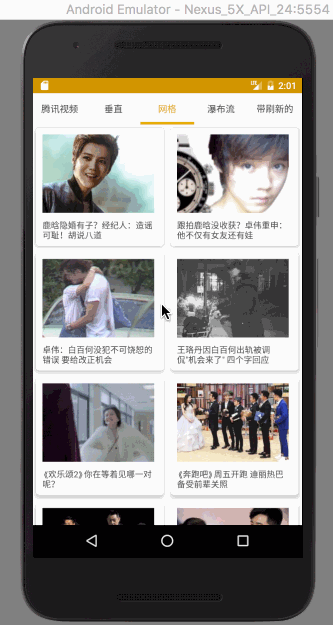 Android Emulator - Nexus_5X_API_24:5554
2:01
腾讯视频 垂直 网格 瀑布流 带刷新的
鹿晗隐婚有子？经纪人：造谣
可耻！胡说八道
跟拍鹿晗没收获？卓伟重申：
他不仅有女友还有娃
卓伟：白百何没犯不可饶恕的
错误 要给改正机会
王珞丹因白百何出轨被调
侃"机会来了" 四个字回应
《欢乐颂2》你在等着见哪一对
呢？
《奔跑吧》周五开跑 迪丽热巴
备受前辈关照